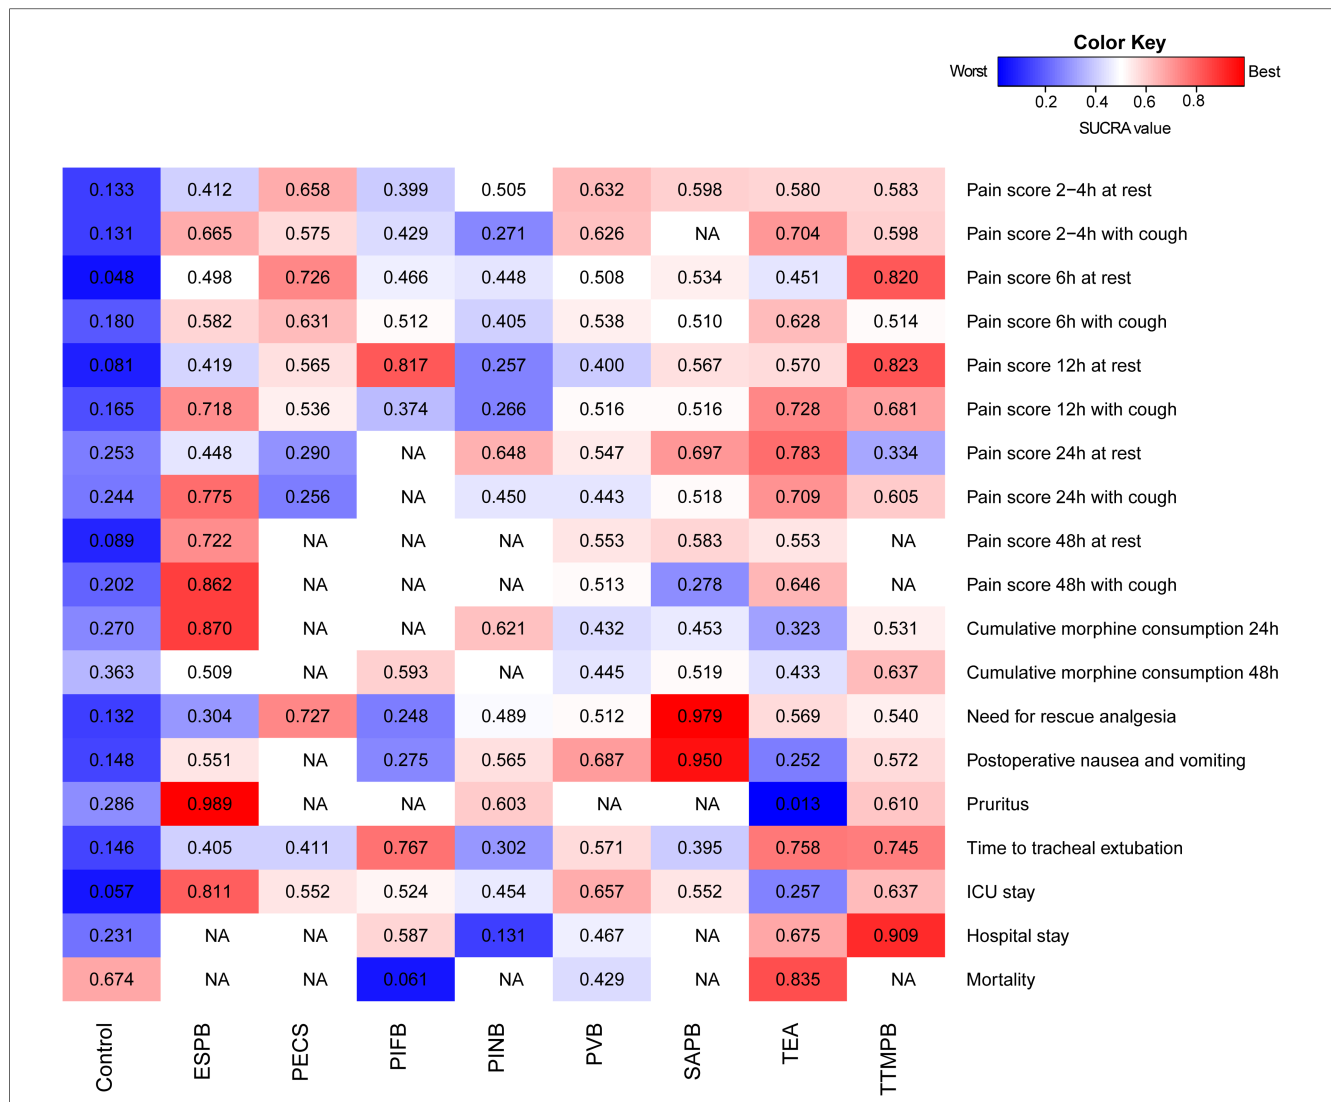 Color Key
Worst Best
0.2 0.4 0.6 0.8
SUCRA value
0.133 0.412 0.658 0.399 0.505 0.632 0.598 0.580 0.583 Pain score 2−4h at rest
0.131 0.665 0.575 0.429 0.271 0.626 NA 0.704 0.598 Pain score 2−4h with cough
0.048 0.498 0.726 0.466 0.448 0.508 0.534 0.451 0.820 Pain score 6h at rest
0.180 0.582 0.631 0.512 0.405 0.538 0.510 0.628 0.514 Pain score 6h with cough
0.081 0.419 0.565 0.817 0.257 0.400 0.567 0.570 0.823 Pain score 12h at rest
0.165 0.718 0.536 0.374 0.266 0.516 0.516 0.728 0.681 Pain score 12h with cough
0.253 0.448 0.290 NA 0.648 0.547 0.697 0.783 0.334 Pain score 24h at rest
0.244 0.775 0.256 NA 0.450 0.443 0.518 0.709 0.605 Pain score 24h with cough
0.089 0.722 NA NA NA 0.553 0.583 0.553 NA Pain score 48h at rest
0.202 0.862 NA NA NA 0.513 0.278 0.646 NA Pain score 48h with cough
0.270 0.870 NA NA 0.621 0.432 0.453 0.323 0.531 Cumulative morphine consumption 24h
0.363 0.509 NA 0.593 NA 0.445 0.519 0.433 0.637 Cumulative morphine consumption 48h
0.132 0.304 0.727 0.248 0.489 0.512 0.979 0.569 0.540 Need for rescue analgesia
0.148 0.551 NA 0.275 0.565 0.687 0.950 0.252 0.572 Postoperative nausea and vomiting
0.286 0.989 NA NA 0.603 NA NA 0.013 0.610 Pruritus
0.146 0.405 0.411 0.767 0.302 0.571 0.395 0.758 0.745 Time to tracheal extubation
0.057 0.811 0.552 0.524 0.454 0.657 0.552 0.257 0.637 ICU stay
0.231 NA NA 0.587 0.131 0.467 NA 0.675 0.909 Hospital stay
0.674 NA NA 0.061 NA 0.429 NA 0.835 NA Mortality
Control ESPB PECS PIFB PINB PVB SAPB TEA TTMPB